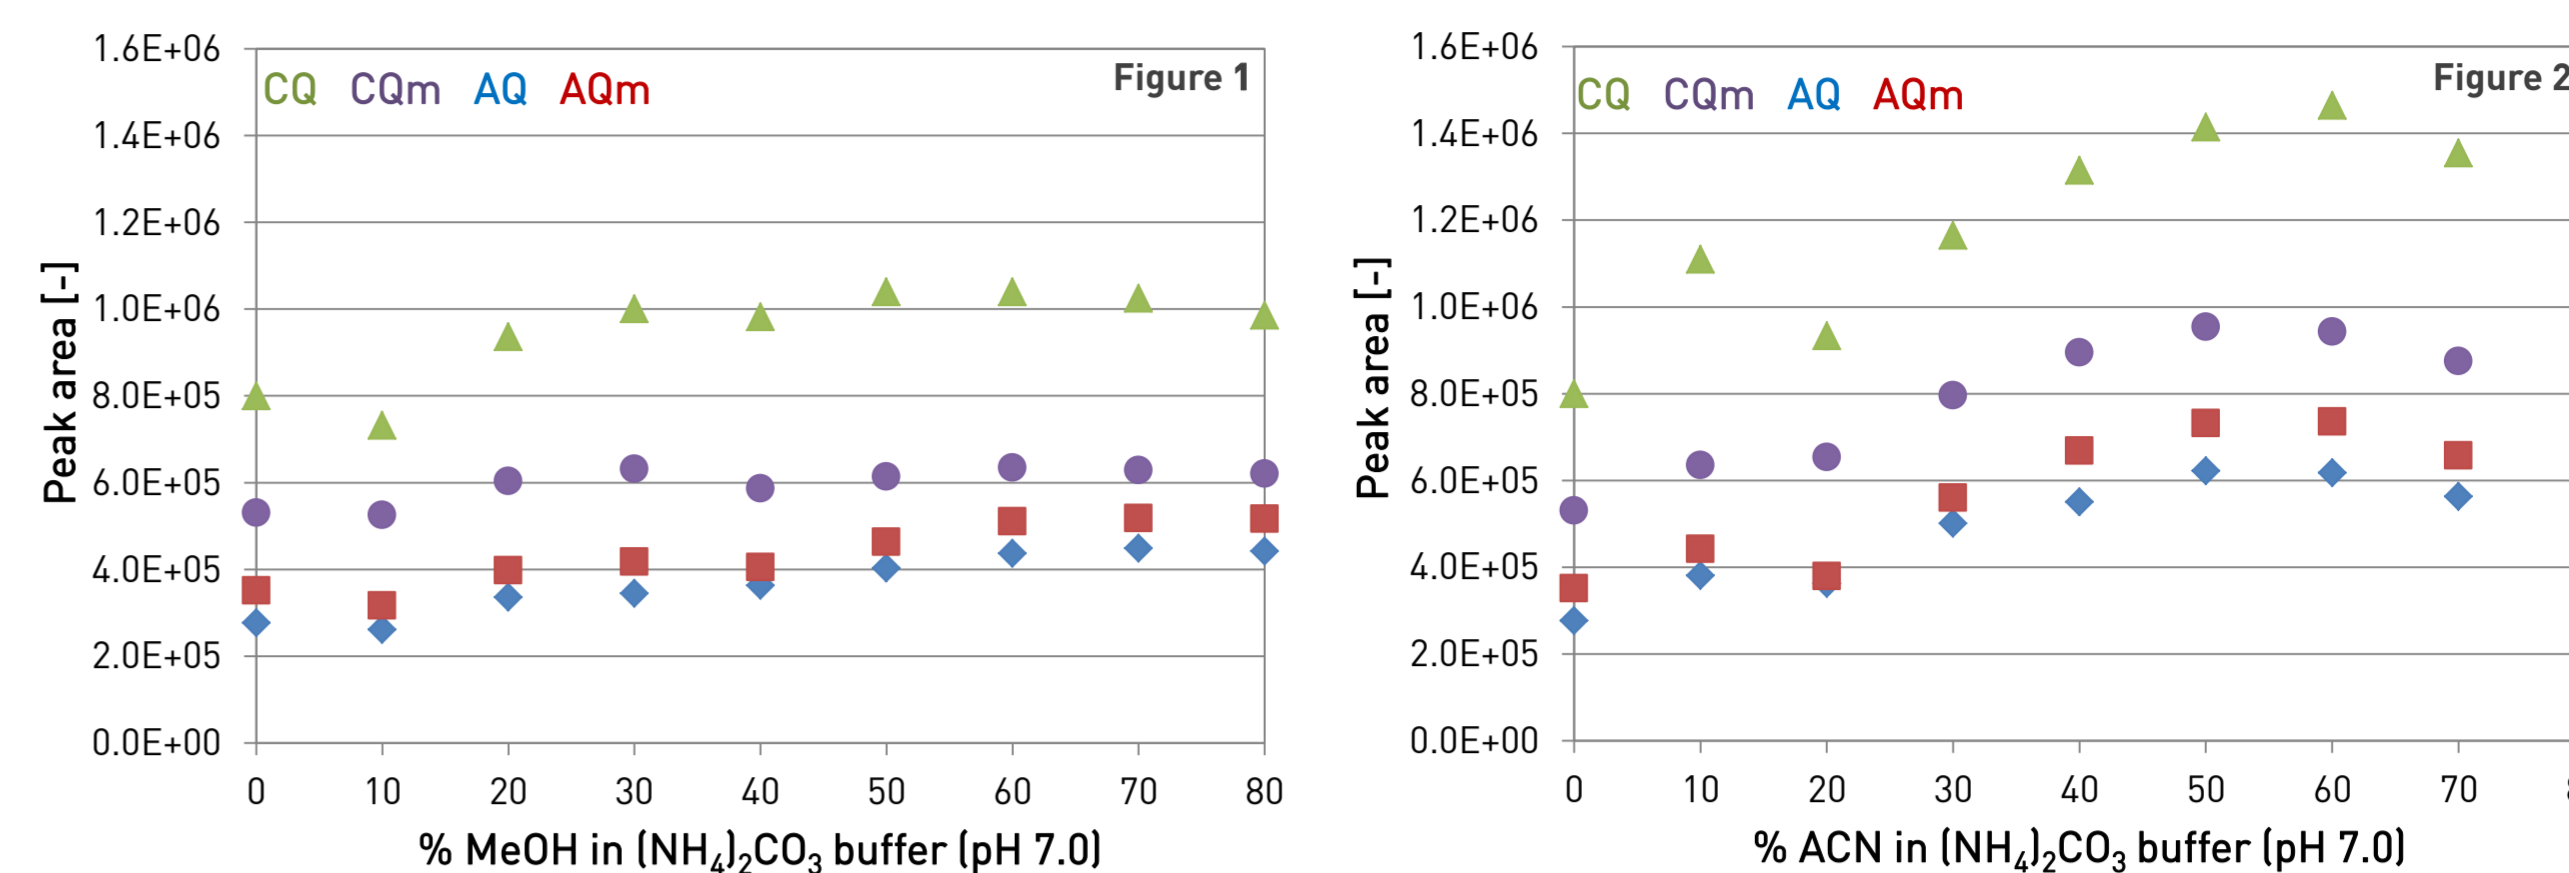 CQ CQm AQ AQm
Figure 1
1.6E+06
1.4E+06
1.2E+06
1.0E+06
8.0E+05
6.0E+05
4.0E+05
2.0E+05
0.0E+00
Peak area [-]
0 10 20 30 40 50 60 70 80
% MeOH in (NH₄)₂CO₃ buffer (pH 7.0)
CQ CQm AQ AQm
Figure 2
1.6E+06
1.4E+06
1.2E+06
1.0E+06
8.0E+05
6.0E+05
4.0E+05
2.0E+05
0.0E+00
Peak area [-]
0 10 20 30 40 50 60 70
% ACN in (NH₄)₂CO₃ buffer (pH 7.0)